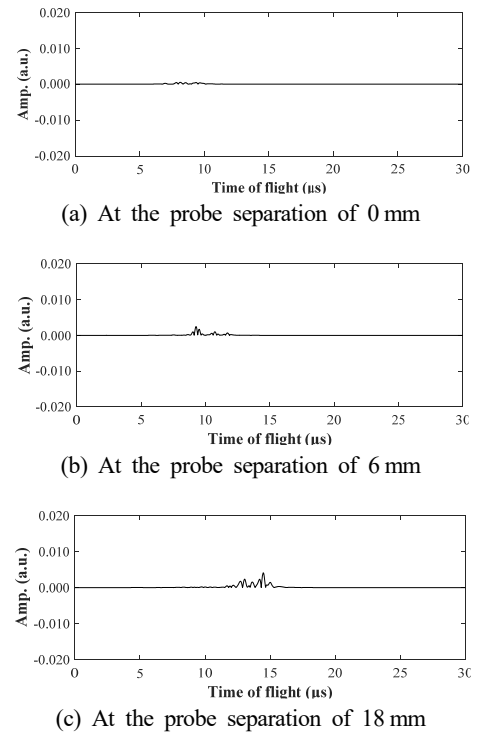 0.020
0.010
0.000
-0.010
-0.020
Amp. (a.u.)
0 5 10 15 20 25 30
Time of flight (µs)
(a) At the probe separation of 0 mm
0.020
0.010
0.000
-0.010
-0.020
Amp. (a.u.)
0 5 10 15 20 25 30
Time of flight (µs)
(b) At the probe separation of 6 mm
0.020
0.010
0.000
-0.010
-0.020
Amp. (a.u.)
0 5 10 15 20 25 30
Time of flight (µs)
(c) At the probe separation of 18 mm